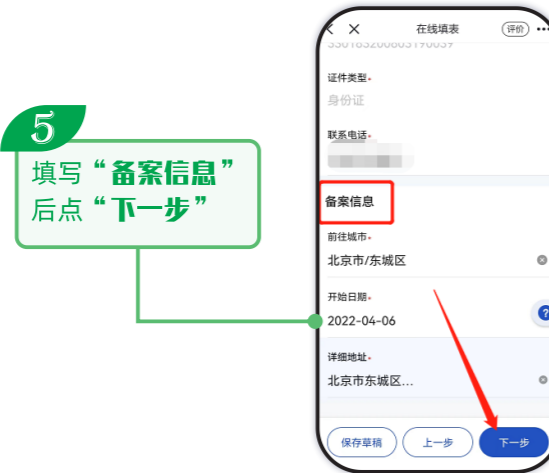 5
填写“备案信息”
后点“下一步”
在线填表
评价
证件类型
身份证
联系电话
备案信息
前往城市
北京市/东城区
开始日期
2022-04-06
?
详细地址
北京市东城区...
保存草稿
上一步
下一步